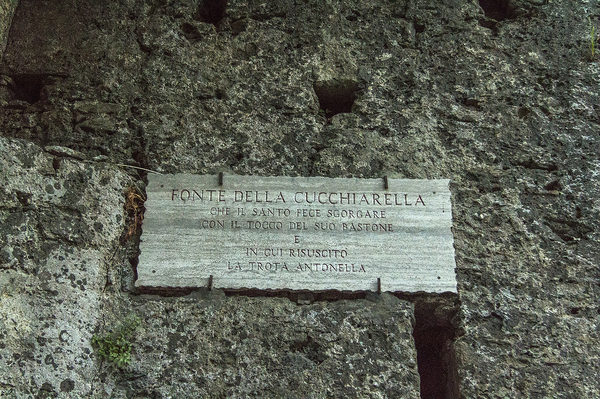 FONTE DELLA CUCCHIARELLA
CHE IL SANTO FECE SGORGARE
CON IL TOCCO DEL SUO BASTONE
E
IN CUI RISUSCITO
LA TROTA ANTONELLA